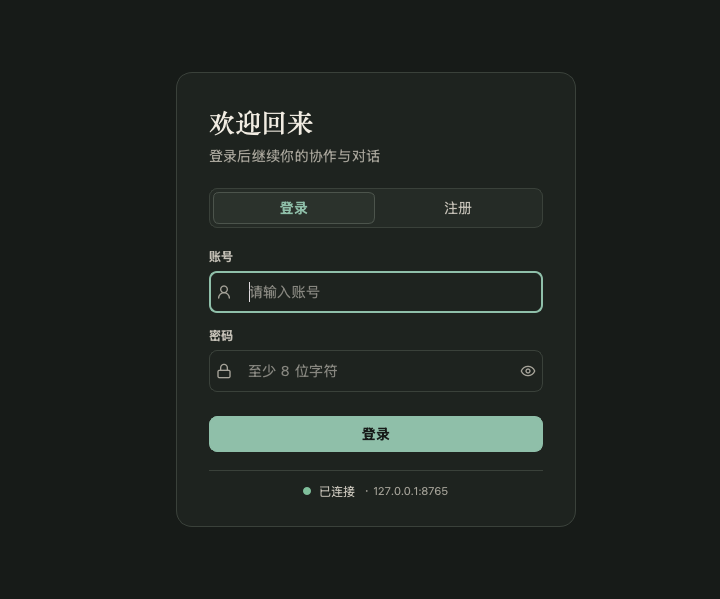 欢迎回来
登录后继续你的协作与对话
登录 注册
账号
请输入账号
密码
至少 8 位字符
登录
已连接 · 127.0.0.1:8765